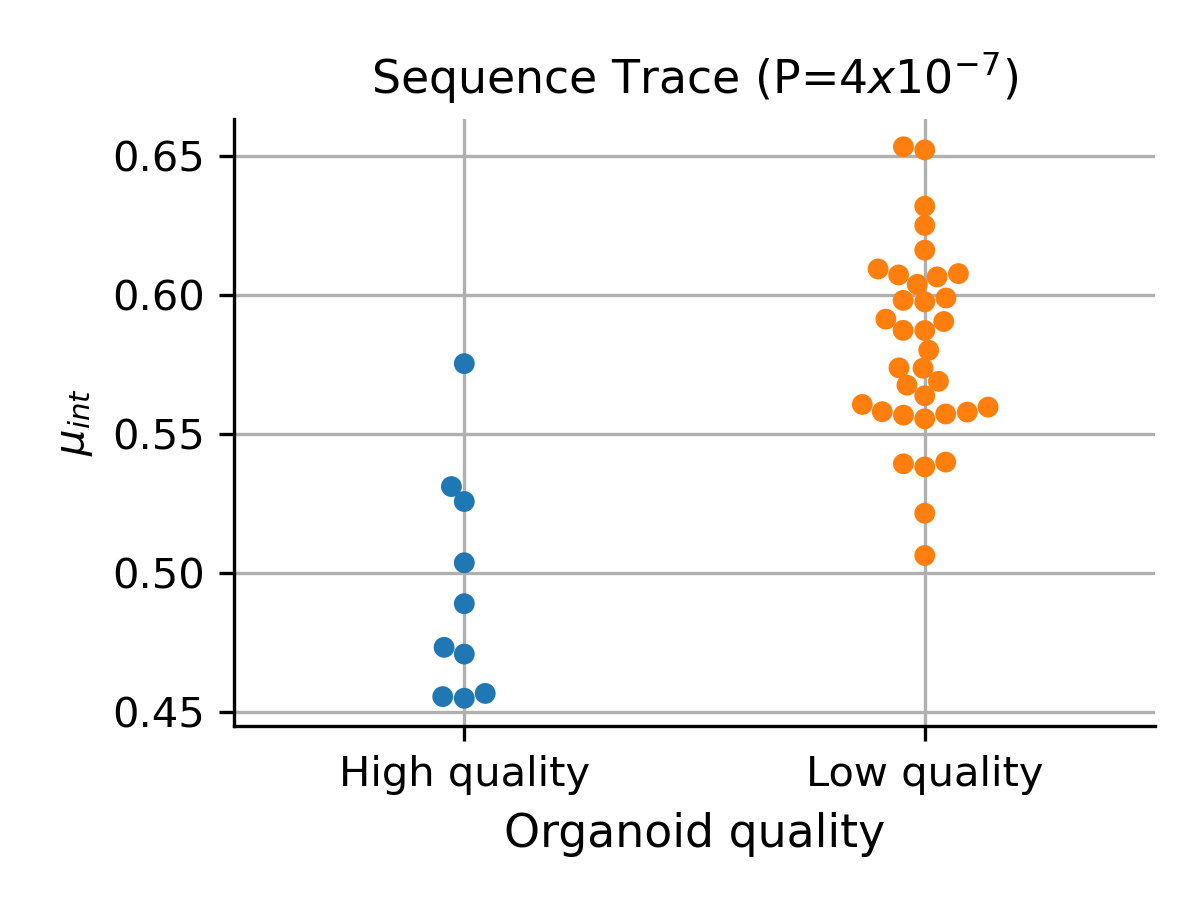 Sequence Trace (P=4x10⁻⁷)
0.65
0.60
0.55
0.50
0.45
μ_int
High quality Low quality
Organoid quality